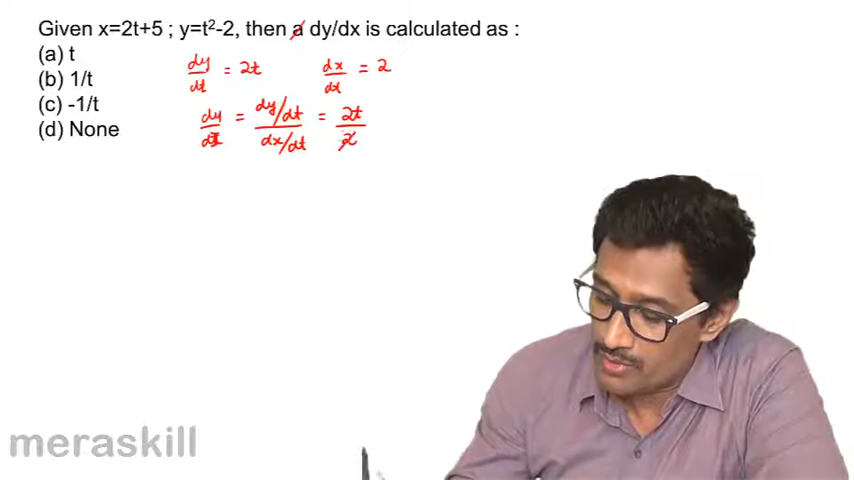 Given x=2t+5 ; y=t²-2, then a dy/dx is calculated as :
(a) t
(b) 1/t
(c) -1/t
(d) None
dy/dt = 2t dx/dt = 2
dy/dx = dy/dt / dx/dt = 2t/2
meraskill